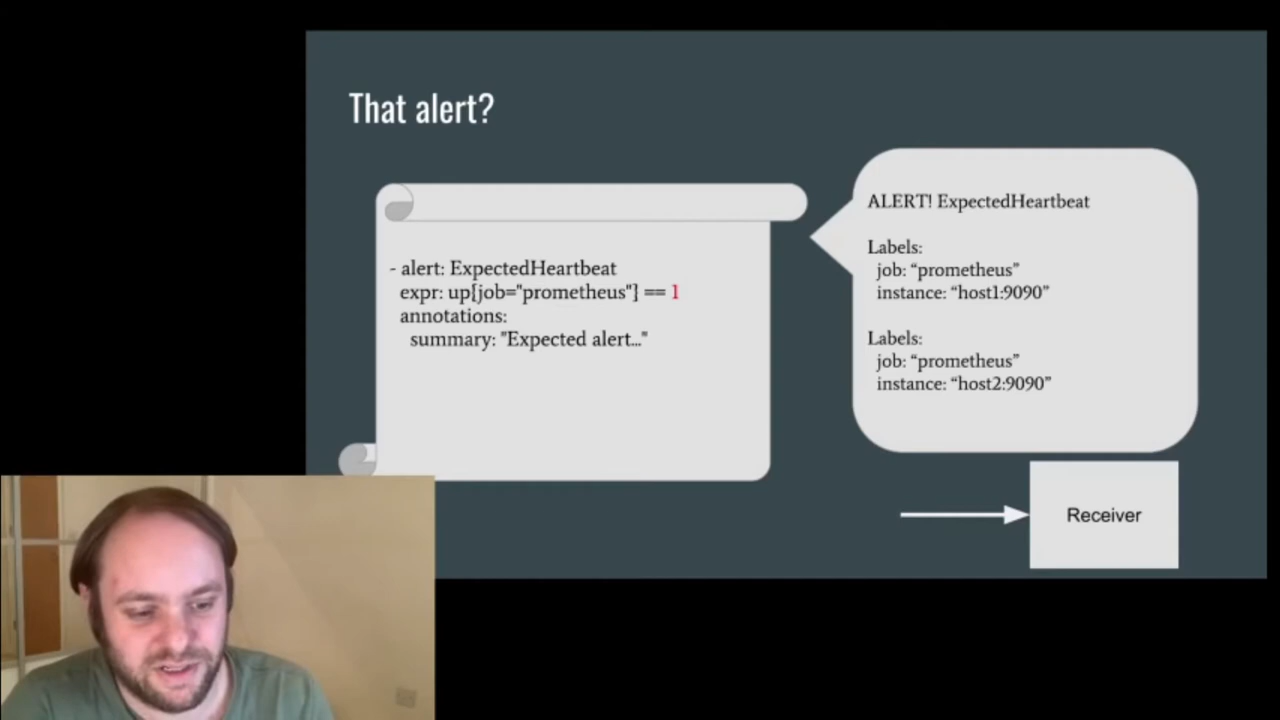 That alert?
- alert: ExpectedHeartbeat
expr: up{job="prometheus"} == 1
annotations:
summary: "Expected alert..."
ALERT! ExpectedHeartbeat
Labels:
job: “prometheus”
instance: “host1:9090”
Labels:
job: “prometheus”
instance: “host2:9090”
Receiver